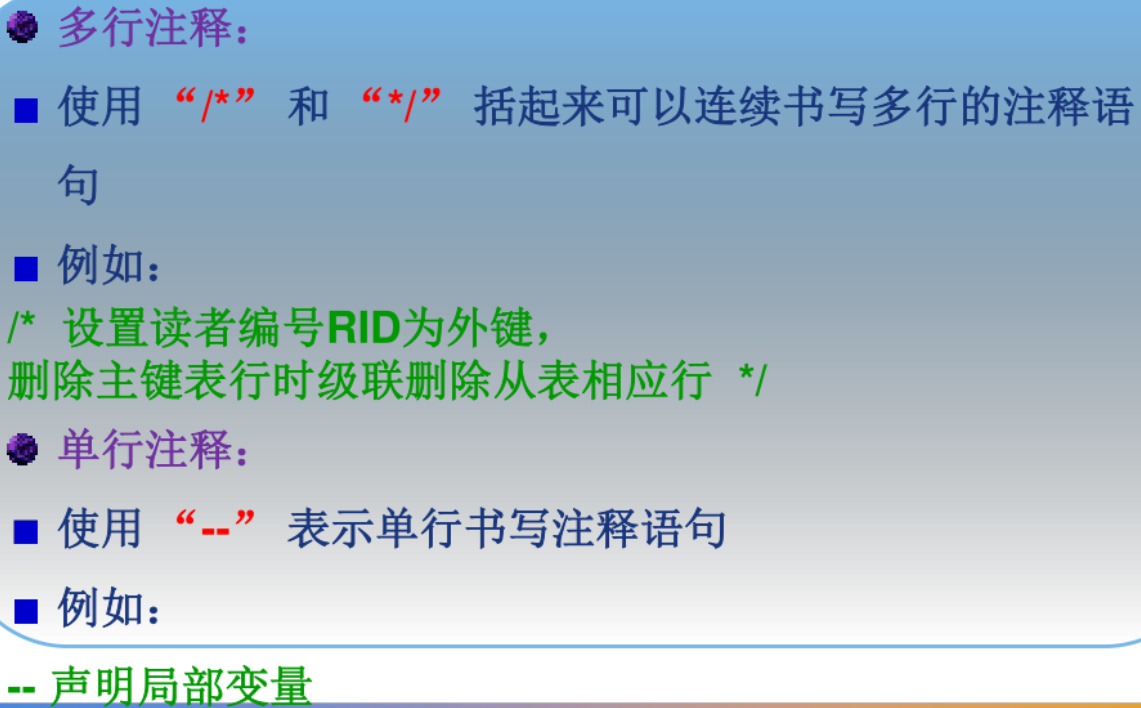 多行注释：
使用“/*” 和“*/” 括起来可以连续书写多行的注释语
句
例如：
/* 设置读者编号RID为外键，
删除主键表行时级联删除从表相应行 */
单行注释：
使用“--” 表示单行书写注释语句
例如：
-- 声明局部变量